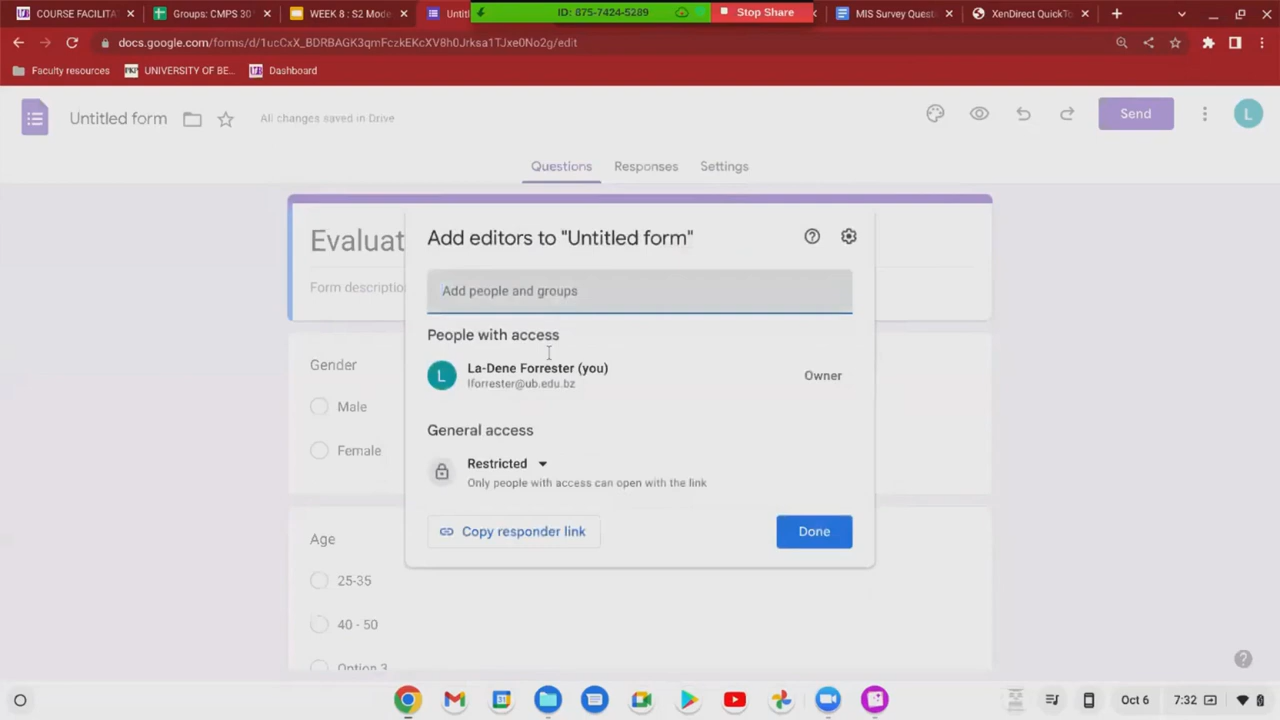 COURSE FACILITAT
Groups: CMPS 30
WEEK 8 : S2 Mode
Untitl
ID: 875-7424-5289
Stop Share
MIS Survey Quest
XenDirect QuickTo
docs.google.com/forms/d/1ucCxX_BDRBAGK3qmFczkEKcXV8h0Jrksa1TJxe0No2g/edit
Faculty resources
UNIVERSITY OF BE...
Dashboard
Untitled form
All changes saved in Drive
Send
L
Questions
Responses
Settings
Evaluat
Form descriptio
Add editors to "Untitled form"
Add people and groups
People with access
L
La-Dene Forrester (you)
lforrester@ub.edu.bz
Owner
General access
Restricted
Only people with access can open with the link
Copy responder link
Done
Gender
Male
Female
Age
25-35
40 - 50
Option 3
Oct 6
7:32